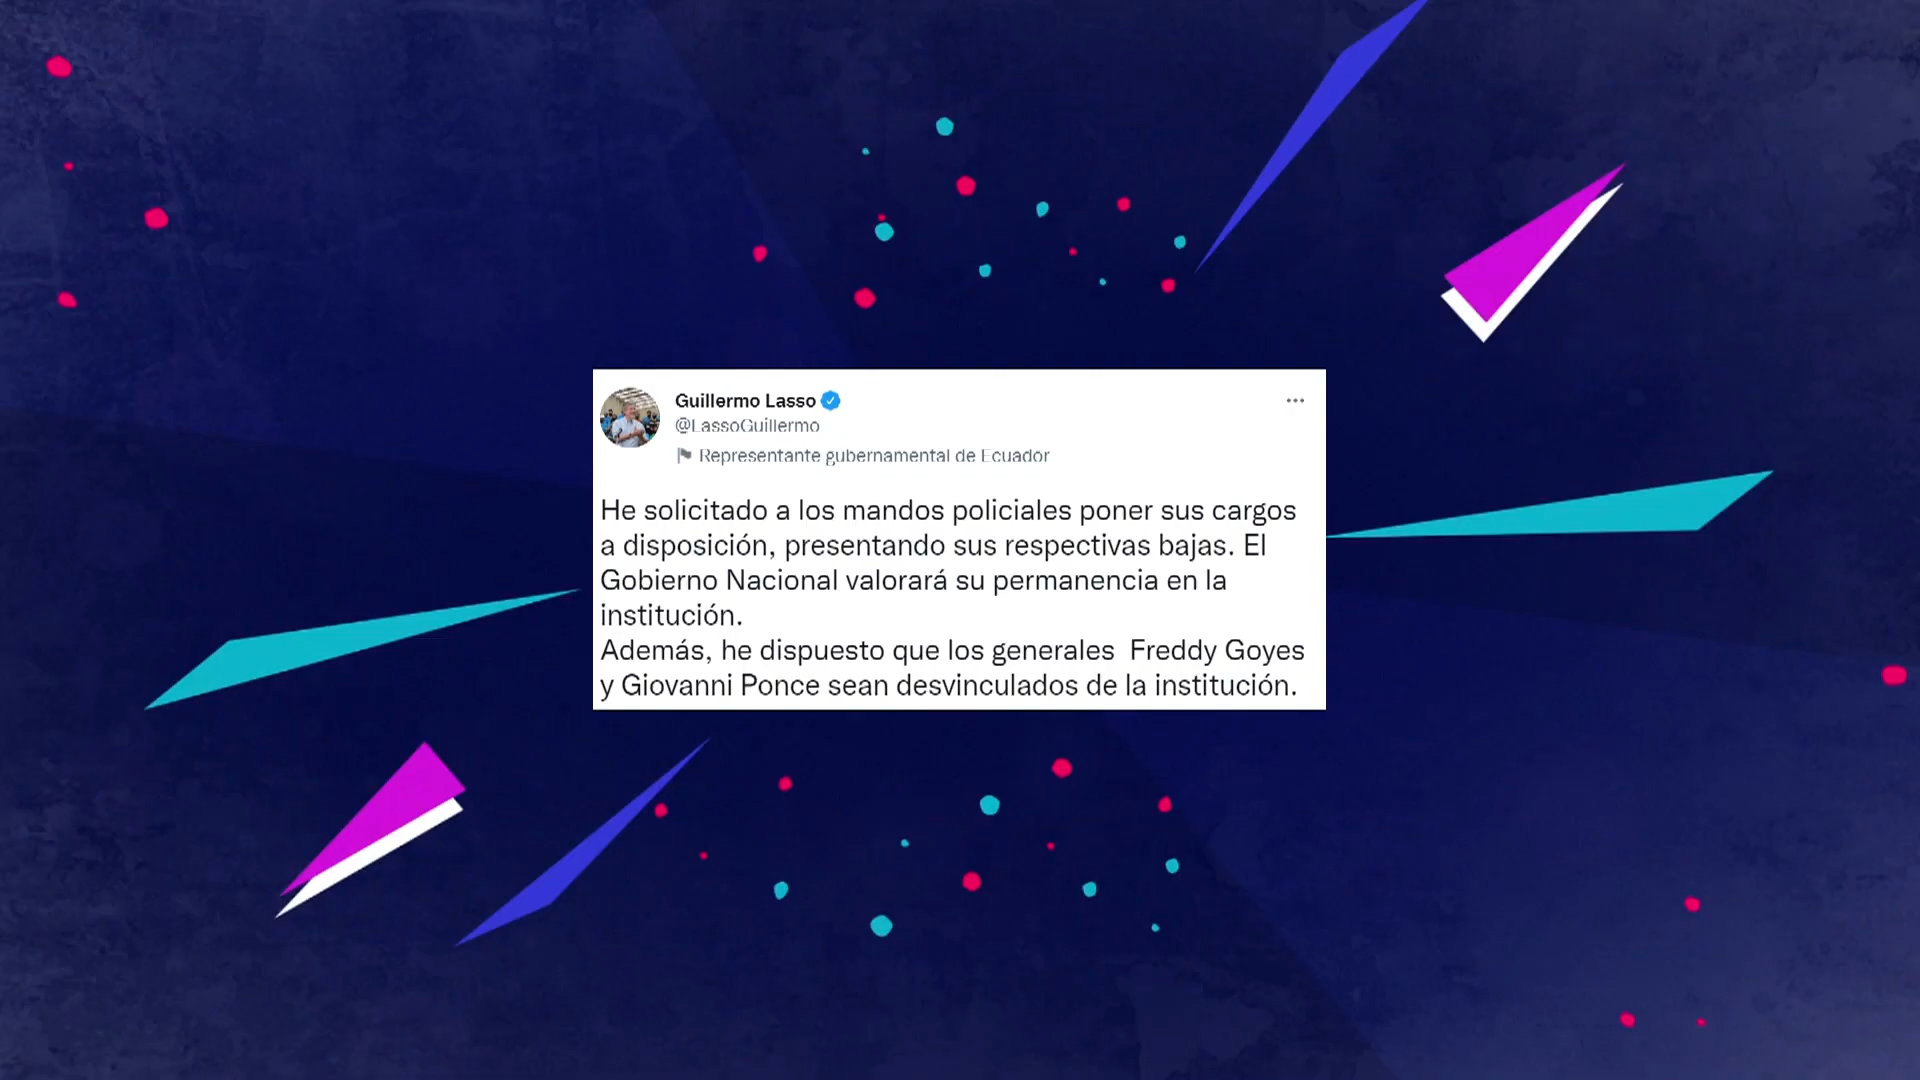 Guillermo Lasso
@LassoGuillermo
Representante gubernamental de Ecuador
He solicitado a los mandos policiales poner sus cargos
a disposición, presentando sus respectivas bajas. El
Gobierno Nacional valorará su permanencia en la
institución.
Además, he dispuesto que los generales  Freddy Goyes
y Giovanni Ponce sean desvinculados de la institución.